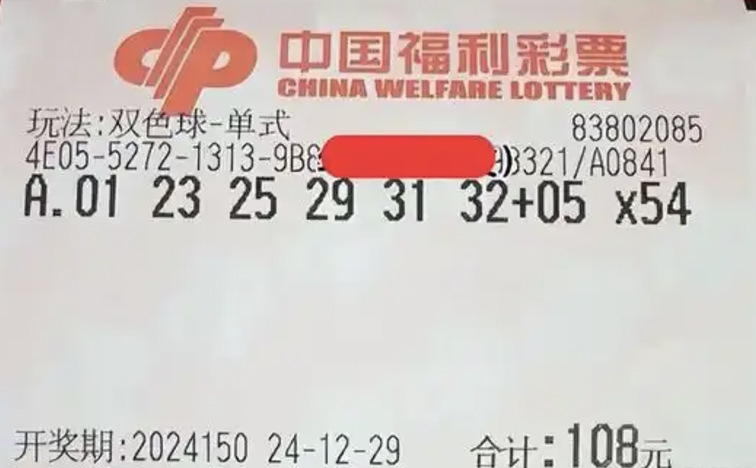 中国福利彩票
CHINA WELFARE LOTTERY
玩法:双色球-单式 83802085
4E05-5272-1313-9B8 3321/A0841
A.01 23 25 29 31 32+05 x54
开奖期:2024150 24-12-29 合计:108元